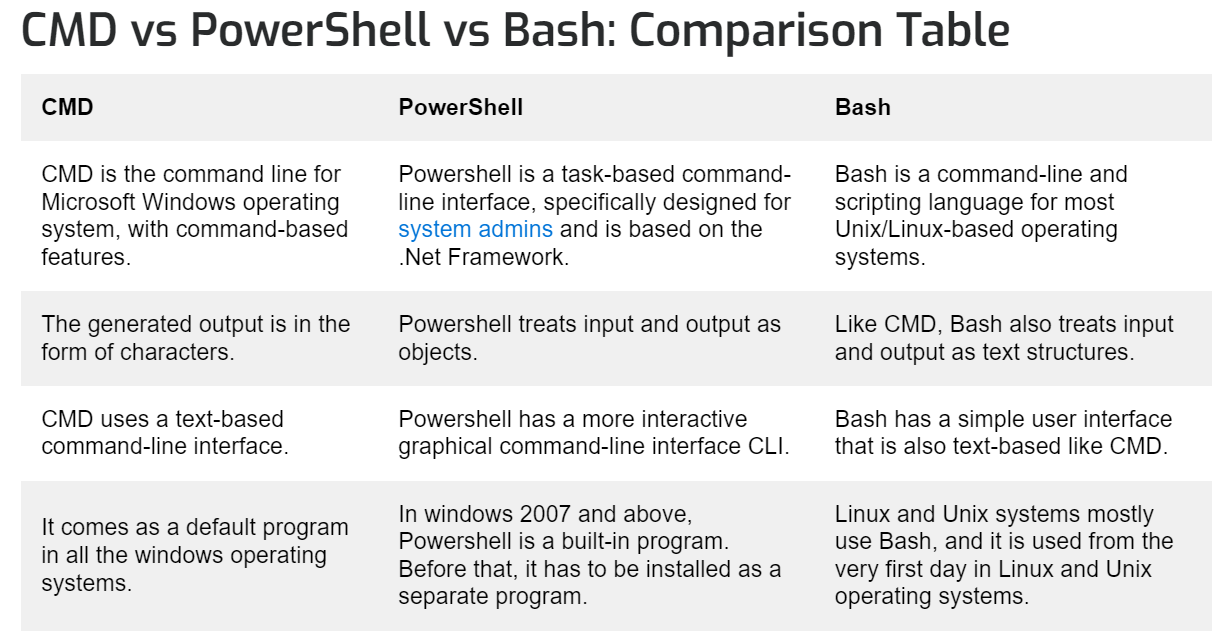 CMD vs PowerShell vs Bash: Comparison Table
CMD
PowerShell
Bash
CMD is the command line for
Microsoft Windows operating
system, with command-based
features.
Powershell is a task-based command-
line interface, specifically designed for
system admins and is based on the
.Net Framework.
Bash is a command-line and
scripting language for most
Unix/Linux-based operating
systems.
The generated output is in the
form of characters.
Powershell treats input and output as
objects.
Like CMD, Bash also treats input
and output as text structures.
CMD uses a text-based
command-line interface.
Powershell has a more interactive
graphical command-line interface CLI.
Bash has a simple user interface
that is also text-based like CMD.
It comes as a default program
in all the windows operating
systems.
In windows 2007 and above,
Powershell is a built-in program.
Before that, it has to be installed as a
separate program.
Linux and Unix systems mostly
use Bash, and it is used from the
very first day in Linux and Unix
operating systems.